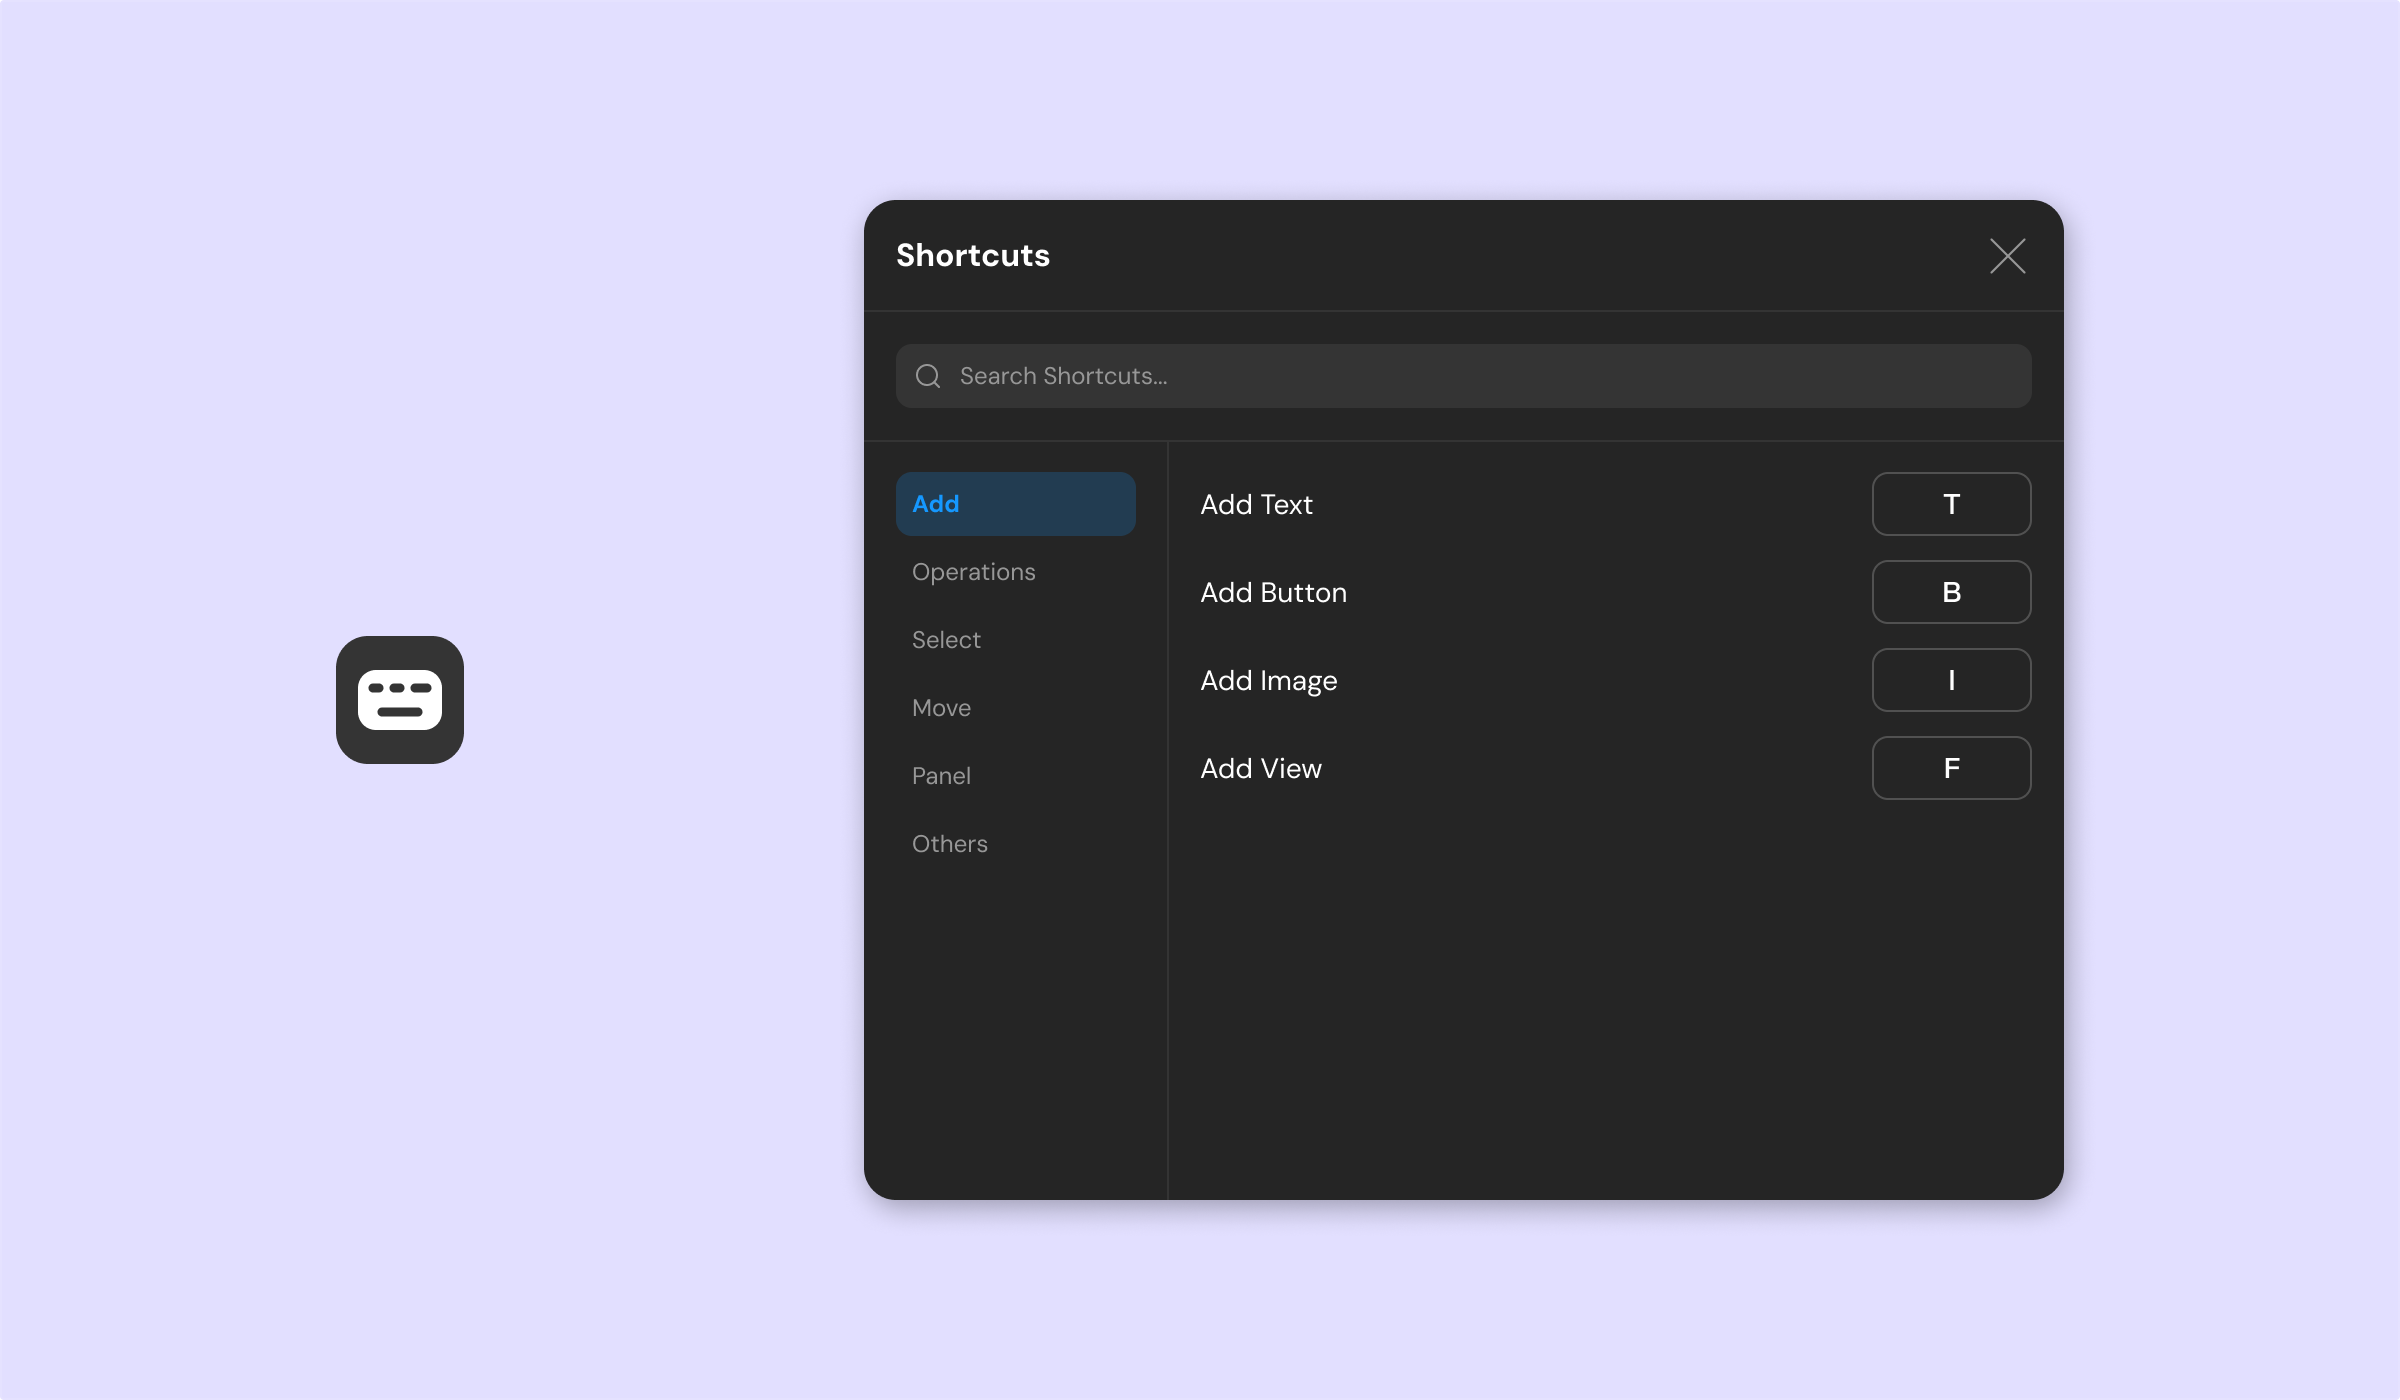 Shortcuts
Search Shortcuts...
Add
Operations
Select
Move
Panel
Others
Add Text T
Add Button B
Add Image I
Add View F